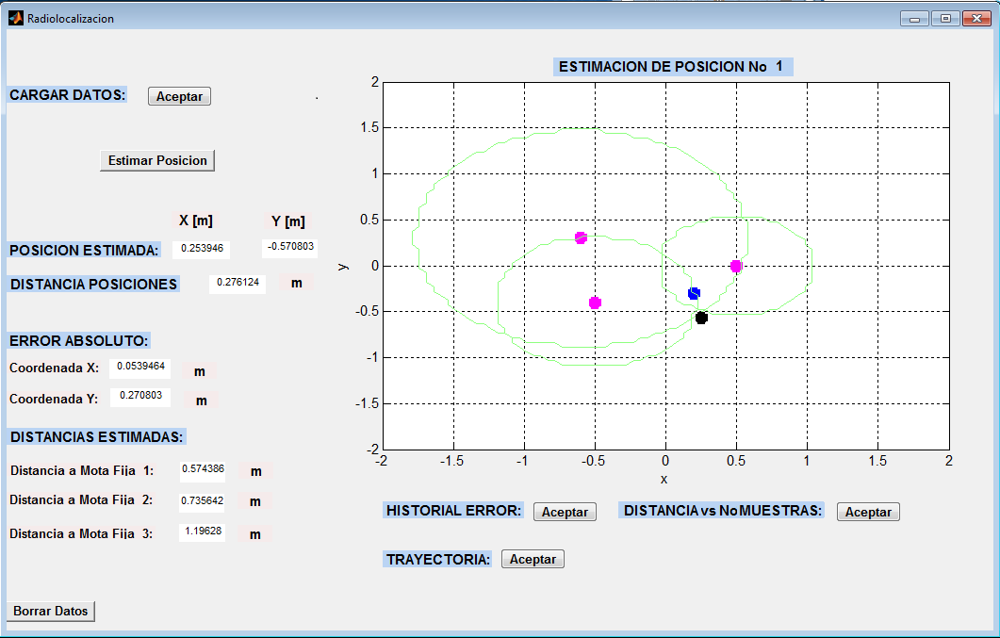 Radiolocalizacion
ESTIMACION DE POSICION No 1
CARGAR DATOS: Aceptar
Estimar Posicion
X [m] Y [m]
POSICION ESTIMADA: 0.253946 -0.570803
DISTANCIA POSICIONES 0.276124 m
ERROR ABSOLUTO:
Coordenada X: 0.0539464 m
Coordenada Y: 0.270803 m
DISTANCIAS ESTIMADAS:
Distancia a Mota Fija 1: 0.574386 m
Distancia a Mota Fija 2: 0.735642 m
Distancia a Mota Fija 3: 1.19628 m
Borrar Datos
2
1.5
1
0.5
0
-0.5
-1
-1.5
-2
y
-2 -1.5 -1 -0.5 0 0.5 1 1.5 2
x
HISTORIAL ERROR: Aceptar DISTANCIA vs No MUESTRAS: Aceptar
TRAYECTORIA: Aceptar